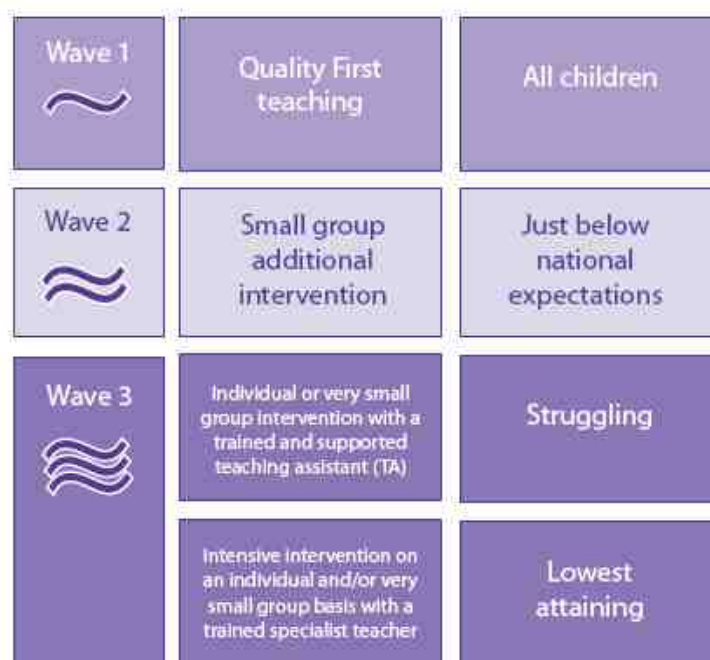 Wave 1
Quality First
teaching
All children
Wave 2
Small group
additional
intervention
Just below
national
expectations
Wave 3
Individual or very small
group intervention with a
trained and supported
teaching assistant (TA)
Struggling
Intensive intervention on
an individual and/or very
small group basis with a
trained specialist teacher
Lowest
attaining